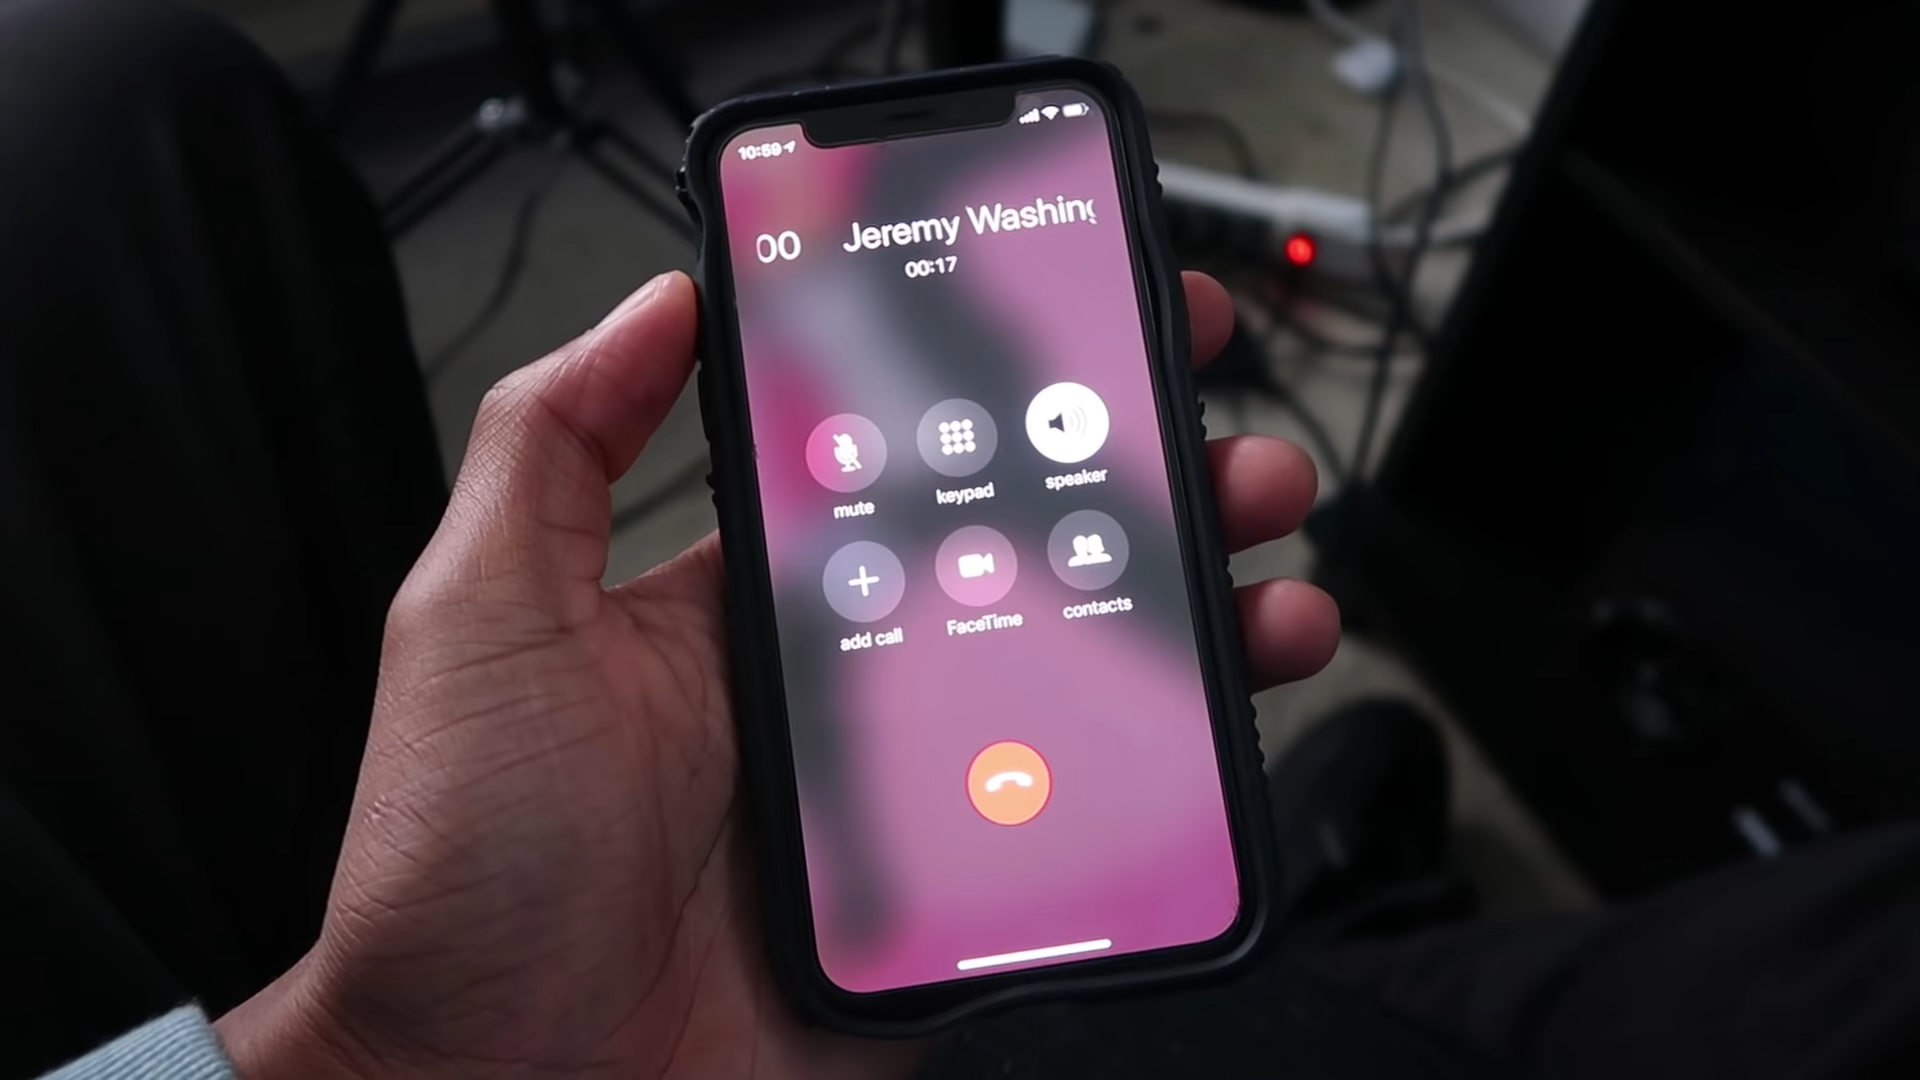 10:59
00 Jeremy Washing
00:17
mute
keypad
speaker
add call
FaceTime
contacts